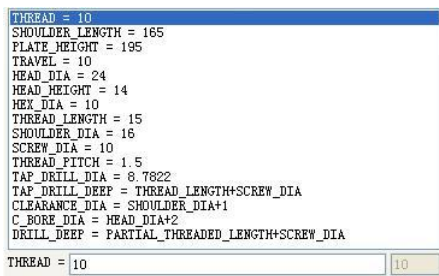 THREAD = 10
SHOULDER_LENGTH = 165
PLATE_HEIGHT = 195
TRAVEL = 10
HEAD_DIA = 24
HEAD_HEIGHT = 14
HEX_DIA = 10
THREAD_LENGTH = 15
SHOULDER_DIA = 16
SCREW_DIA = 10
THREAD_PITCH = 1.5
TAP_DRILL_DIA = 8.7822
TAP_DRILL_DEEP = THREAD_LENGTH+SCREW_DIA
CLEARANCE_DIA = SHOULDER_DIA+1
C_BORE_DIA = HEAD_DIA+2
DRILL_DEEP = PARTIAL_THREADED_LENGTH+SCREW_DIA
THREAD = 10 10